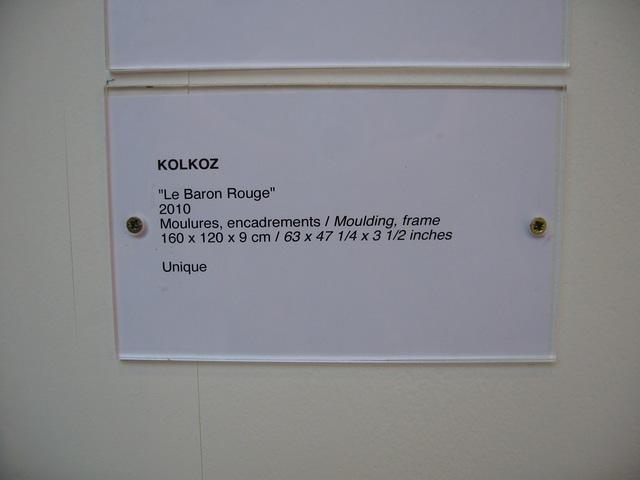 KOLKOZ
"Le Baron Rouge"
2010
Moulures, encadrements / Moulding, frame
160 x 120 x 9 cm / 63 x 47 1/4 x 3 1/2 inches
Unique